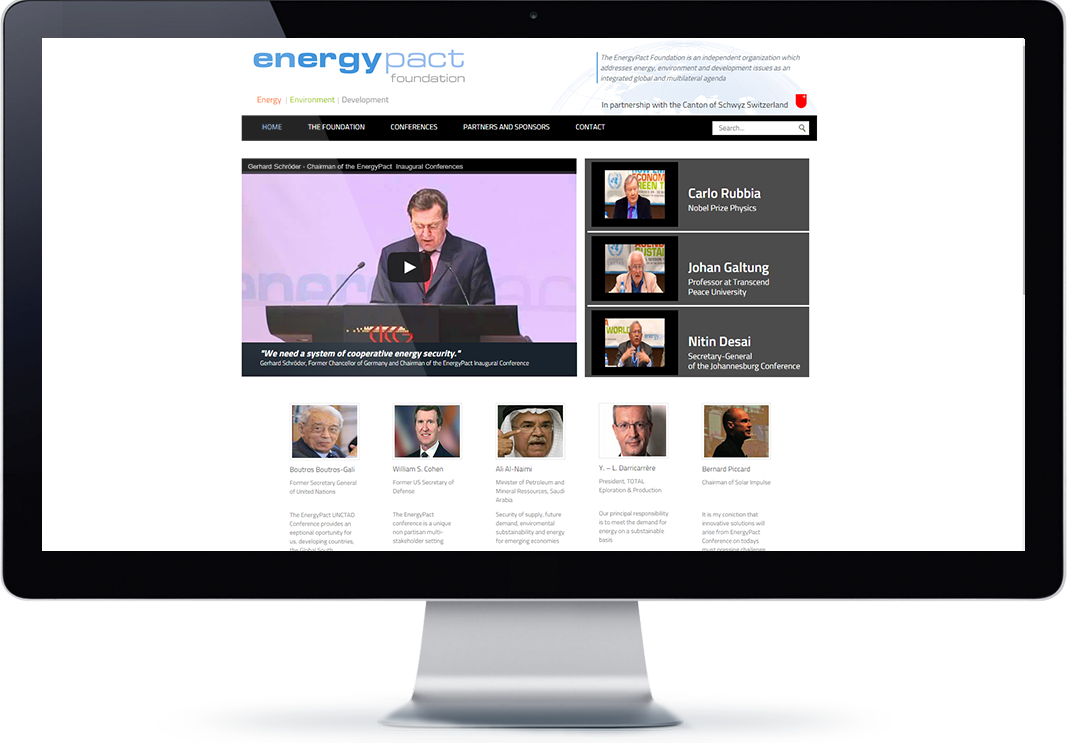 energypact
foundation
The EnergyPact Foundation is an independent organization which
addresses energy, environment and development issues as an
integrated global and multilateral agenda
Energy | Environment | Development
In partnership with the Canton of Schwyz Switzerland
HOME THE FOUNDATION CONFERENCES PARTNERS AND SPONSORS CONTACT Search...
Gerhard Schröder - Chairman of the EnergyPact Inaugural Conferences
"We need a system of cooperative energy security."
Gerhard Schröder, Former Chancellor of Germany and Chairman of the EnergyPact Inaugural Conference
Carlo Rubbia
Nobel Prize Physics
Johan Galtung
Professor at Transcend
Peace University
Nitin Desai
Secretary-General
of the Johannesburg Conference
Boutros Boutros-Gali
Former Secretary General
of United Nations
The EnergyPact UNCTAD
Conference provides an
eeptional oportunity for
us, developing countries,
the Global South
William S. Cohen
Former US Secretary of
Defense
The EnergyPact
conference is a unique
non partisan multi-
stakeholder setting
Ali Al-Naimi
Minister of Petroleum and
Mineral Ressources, Saudi
Arabia
Security of supply, future
demand, enviromental
substainability and energy
for emerging economies
Y. – L. Darricarrère
President, TOTAL
Eploration & Production
Our principal responsibility
is to meet the demand for
energy on a substainable
basis
Bernard Piccard
Chairman of Solar Impulse
It is my coniction that
innovative solutions will
arise from EnergyPact
Conference on todays
must pressing challenge